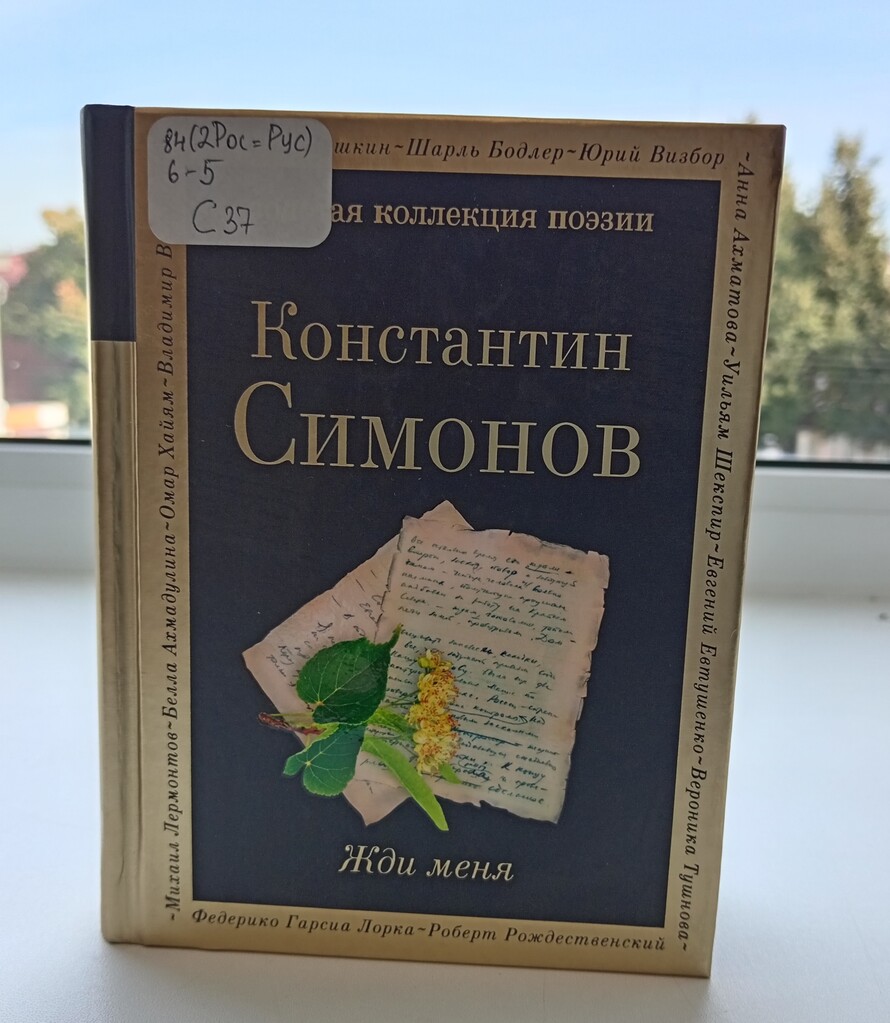 84(2Рос=Рус)
6-5
С37
шкин~Шарль Бодлер~Юрий Визбор
~Анна Ахматова~Уильям Шекспир~Евгений Евтушенко~Вероника Тушнова~
ая коллекция поэзии
Константин
Симонов
Жди меня
~Михаил Лермонтов~Белла Ахмадулина~Омар Хайям~Владимир В
Федерико Гарсиа Лорка~Роберт Рождественский